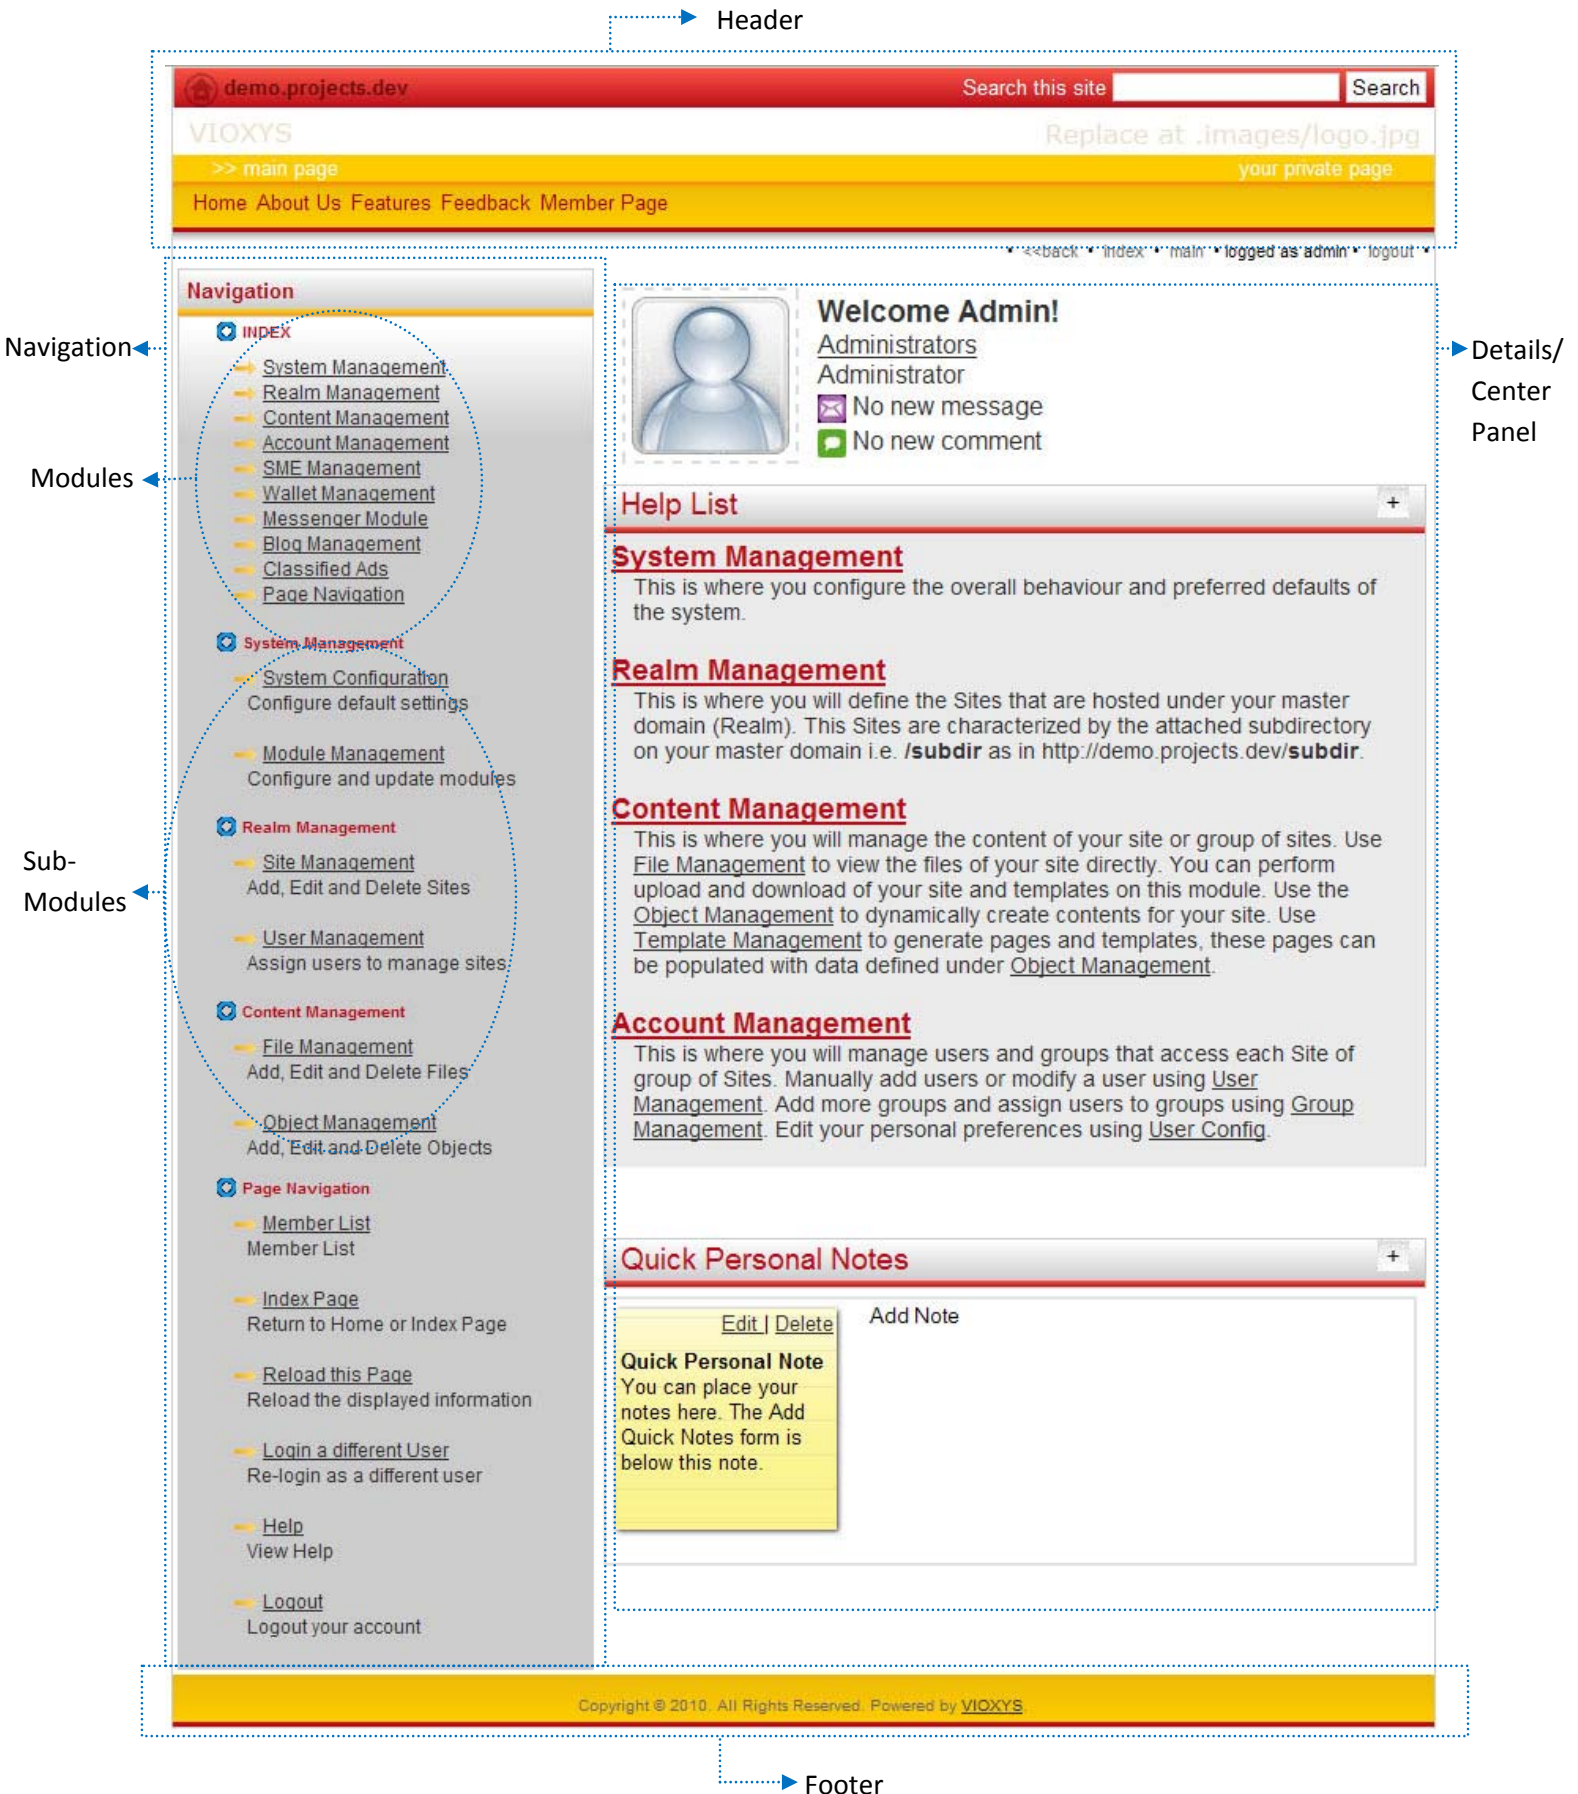 Header
demo.projects.dev
Search this site
Search
VIOXYS
Replace at .images/logo.jpg
>> main page
your private page
Home About Us Features Feedback Member Page
• <<back • index • main • logged as admin • logout •
Navigation
Navigation
INDEX
System Management
Realm Management
Content Management
Account Management
SME Management
Wallet Management
Messenger Module
Blog Management
Classified Ads
Page Navigation
Modules
System Management
System Configuration
Configure default settings
Module Management
Configure and update modules
Realm Management
Site Management
Add, Edit and Delete Sites
User Management
Assign users to manage sites
Sub-
Modules
Content Management
File Management
Add, Edit and Delete Files
Object Management
Add, Edit and Delete Objects
Page Navigation
Member List
Member List
Index Page
Return to Home or Index Page
Reload this Page
Reload the displayed information
Login a different User
Re-login as a different user
Help
View Help
Logout
Logout your account
Details/
Center
Panel
Welcome Admin!
Administrators
Administrator
No new message
No new comment
Help List
+
System Management
This is where you configure the overall behaviour and preferred defaults of
the system.
Realm Management
This is where you will define the Sites that are hosted under your master
domain (Realm). This Sites are characterized by the attached subdirectory
on your master domain i.e. /subdir as in http://demo.projects.dev/subdir.
Content Management
This is where you will manage the content of your site or group of sites. Use
File Management to view the files of your site directly. You can perform
upload and download of your site and templates on this module. Use the
Object Management to dynamically create contents for your site. Use
Template Management to generate pages and templates, these pages can
be populated with data defined under Object Management.
Account Management
This is where you will manage users and groups that access each Site of
group of Sites. Manually add users or modify a user using User
Management. Add more groups and assign users to groups using Group
Management. Edit your personal preferences using User Config.
Quick Personal Notes
+
Edit | Delete
Quick Personal Note
You can place your
notes here. The Add
Quick Notes form is
below this note.
Add Note
Copyright © 2010. All Rights Reserved. Powered by VIOXYS.
Footer